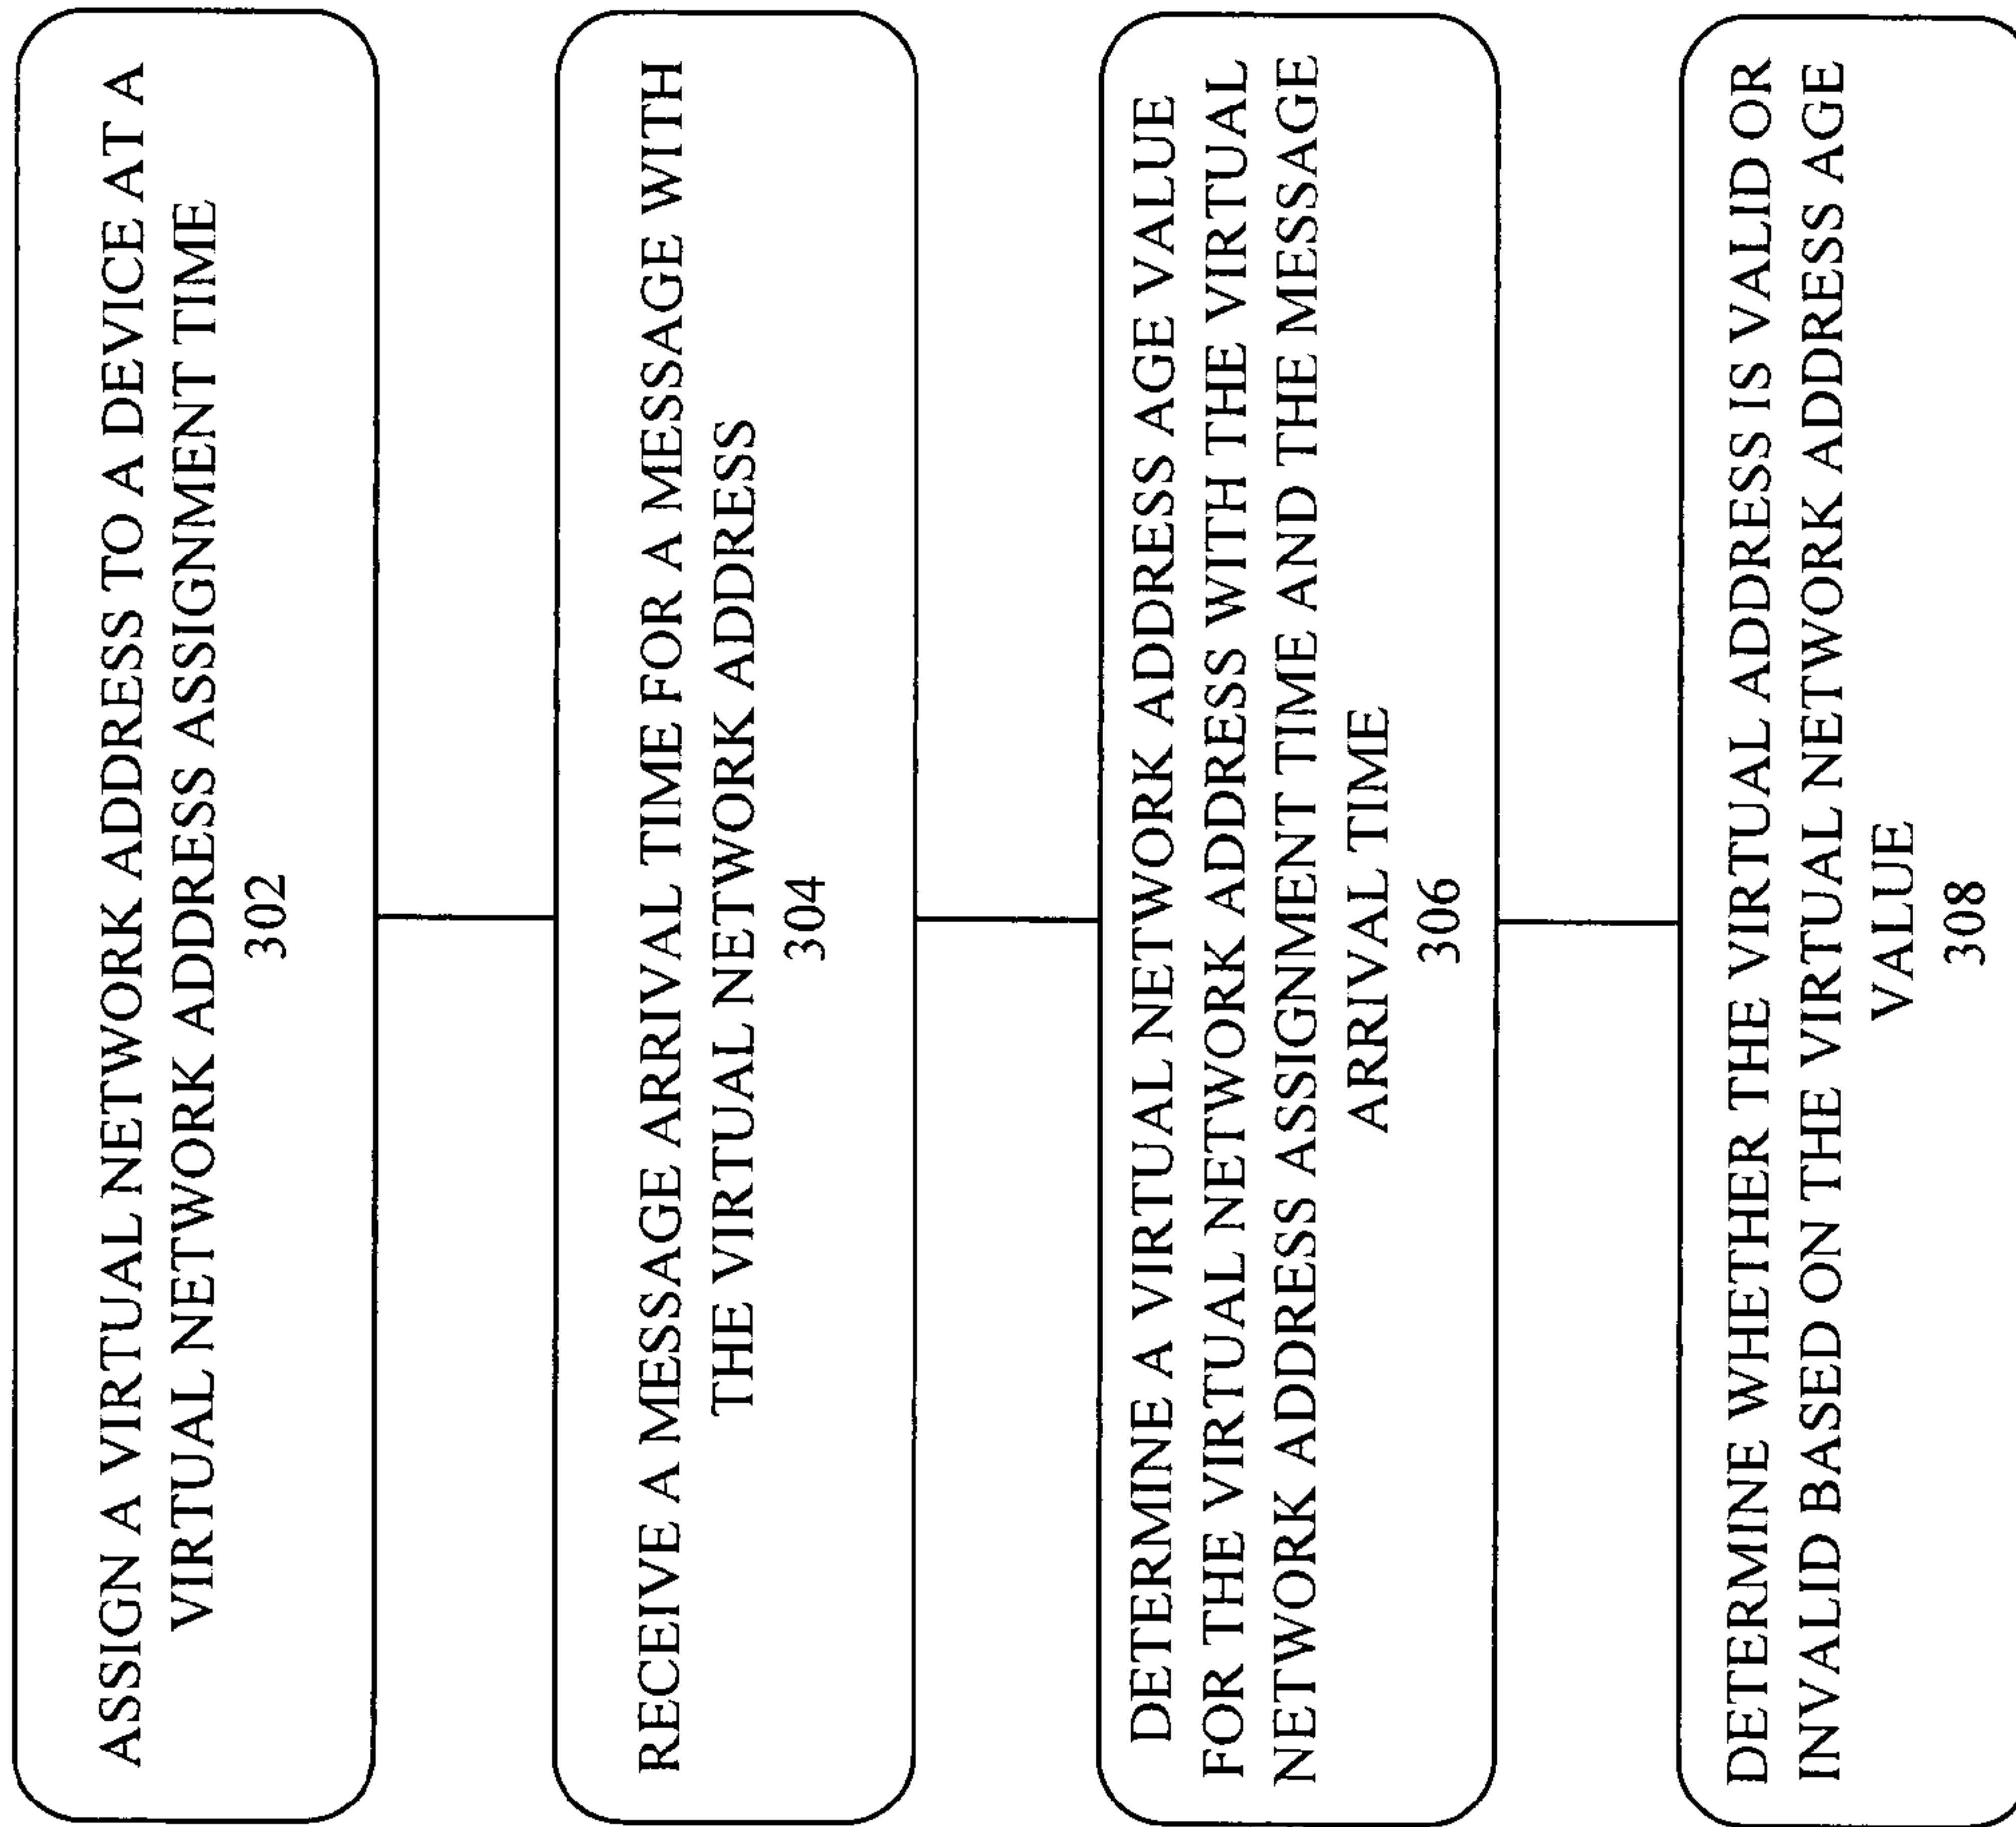 ASSIGN A VIRTUAL NETWORK ADDRESS TO A DEVICE AT A
VIRTUAL NETWORK ADDRESS ASSIGNMENT TIME
302
RECEIVE A MESSAGE ARRIVAL TIME FOR A MESSAGE WITH
THE VIRTUAL NETWORK ADDRESS
304
DETERMINE A VIRTUAL NETWORK ADDRESS AGE VALUE
FOR THE VIRTUAL NETWORK ADDRESS WITH THE VIRTUAL
NETWORK ADDRESS ASSIGNMENT TIME AND THE MESSAGE
ARRIVAL TIME
306
DETERMINE WHETHER THE VIRTUAL ADDRESS IS VALID OR
INVALID BASED ON THE VIRTUAL NETWORK ADDRESS AGE
VALUE
308